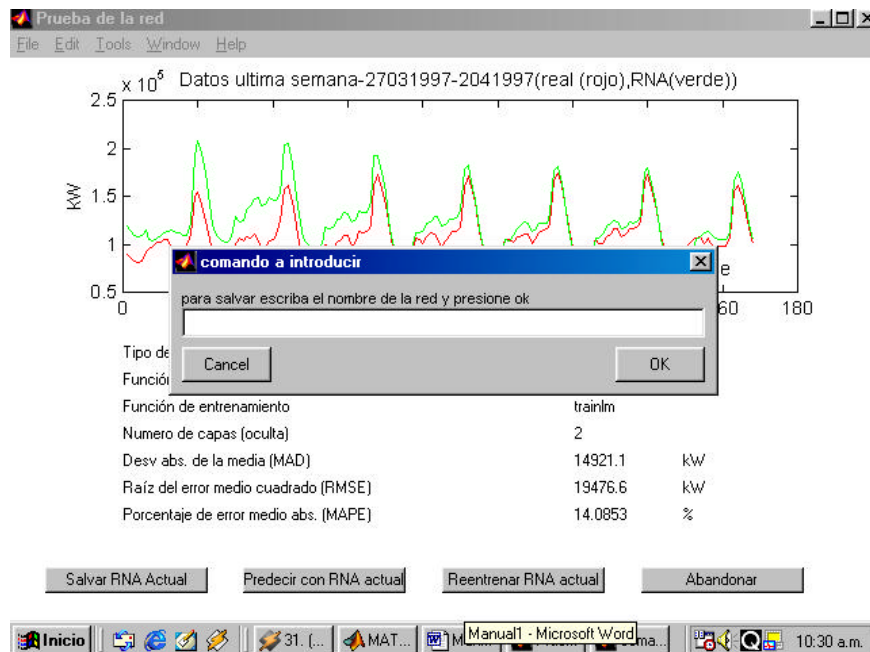 Prueba de la red
File Edit Tools Window Help
x 10^5 Datos ultima semana-27031997-2041997(real (rojo),RNA(verde))
2.5
2
1.5
1
0.5
kW
0
60
180
e
comando a introducir
para salvar escriba el nombre de la red y presione ok
Cancel
OK
Tipo de
Función
Función de entrenamiento trainlm
Numero de capas (oculta) 2
Desv abs. de la media (MAD) 14921.1 kW
Raíz del error medio cuadrado (RMSE) 19476.6 kW
Porcentaje de error medio abs. (MAPE) 14.0853 %
Salvar RNA Actual
Predecir con RNA actual
Reentrenar RNA actual
Abandonar
Inicio
31. (...
MAT...
Manual1 - Microsoft Word
10:30 a.m.